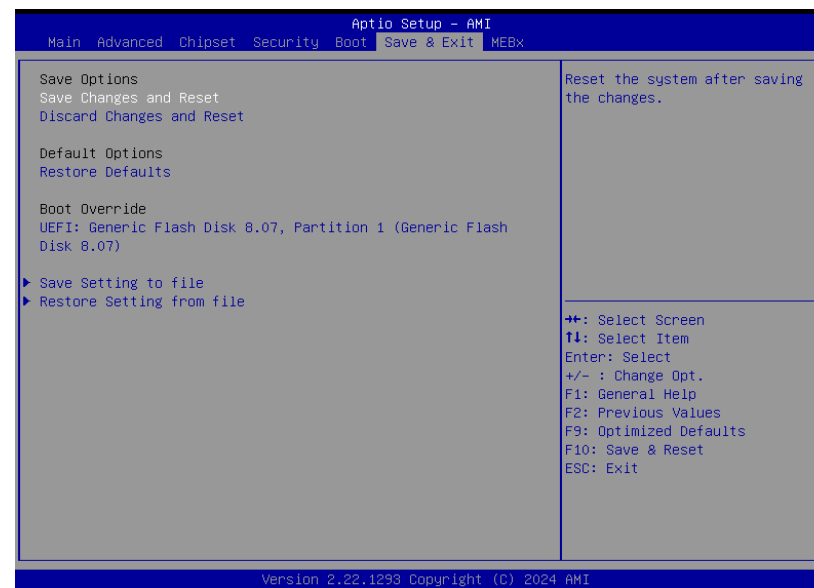 Aptio Setup - AMI
Main Advanced Chipset Security Boot Save & Exit MEBx
Save Options
Save Changes and Reset
Discard Changes and Reset
Default Options
Restore Defaults
Boot Override
UEFI: Generic Flash Disk 8.07, Partition 1 (Generic Flash
Disk 8.07)
▶ Save Setting to file
▶ Restore Setting from file
Reset the system after saving
the changes.
→←: Select Screen
↑↓: Select Item
Enter: Select
+/- : Change Opt.
F1: General Help
F2: Previous Values
F9: Optimized Defaults
F10: Save & Reset
ESC: Exit
Version 2.22.1293 Copyright (C) 2024 AMI